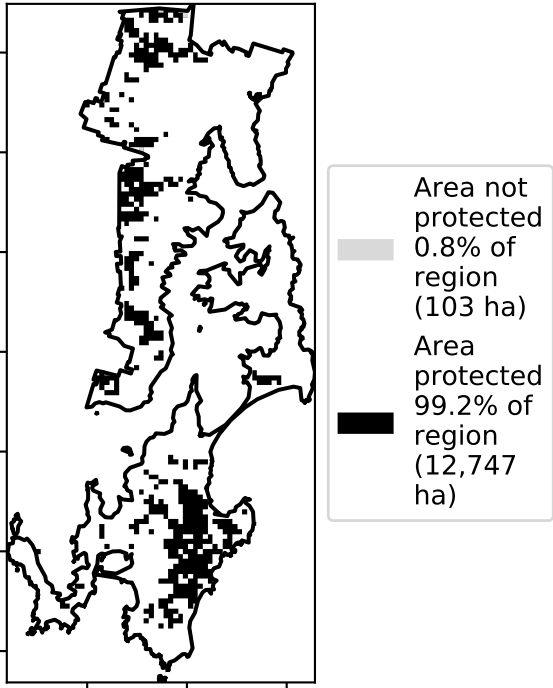 Area not
protected
0.8% of
region
(103 ha)
Area
protected
99.2% of
region
(12,747
ha)